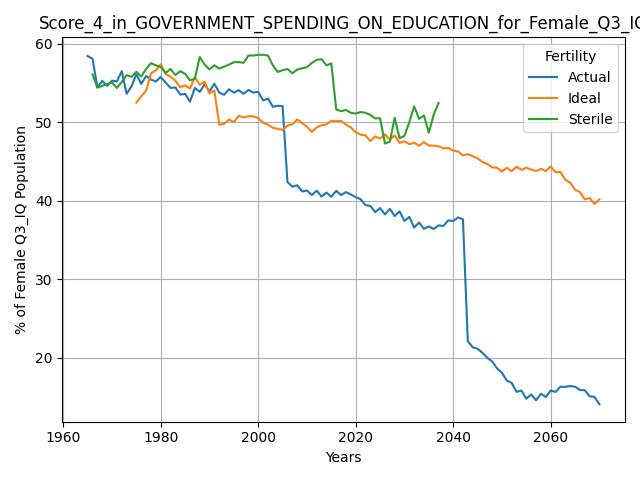 Score_4_in_GOVERNMENT_SPENDING_ON_EDUCATION_for_Female_Q3_IQ
60
50
40
30
20
1960
1980
2000
2020
2040
2060
Years
% of Female Q3_IQ Population
Fertility
Actual
Ideal
Sterile